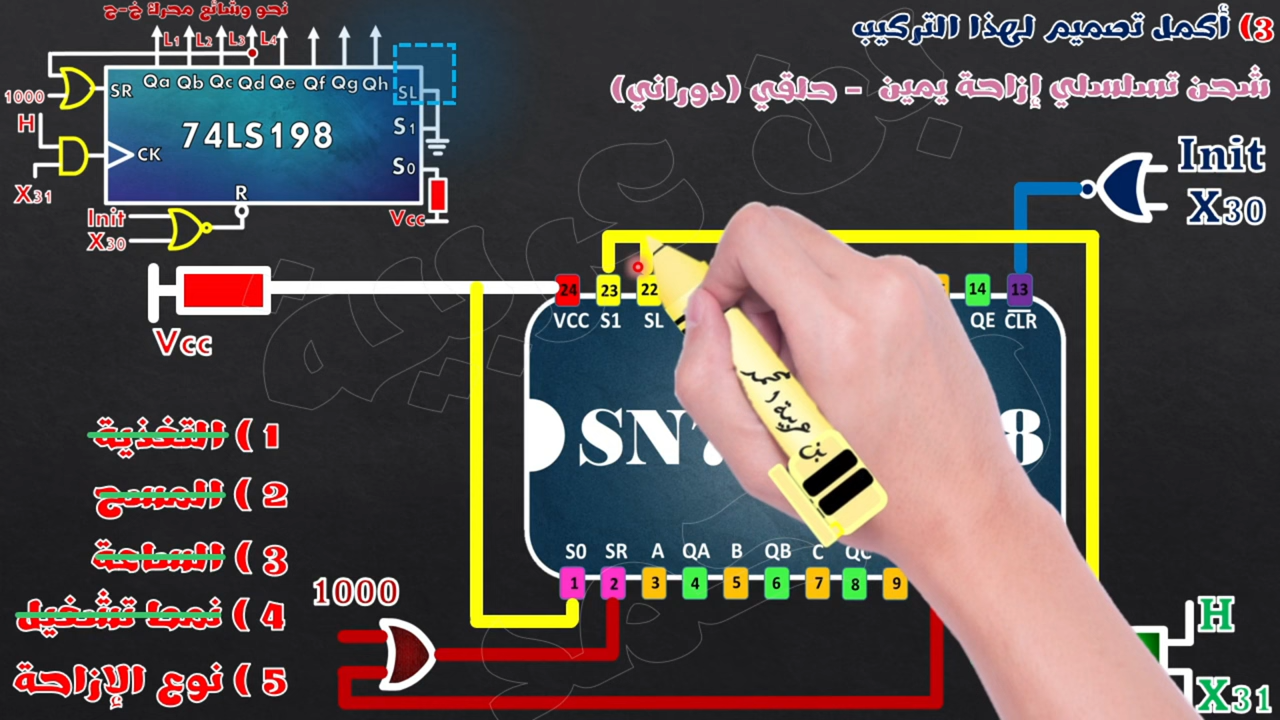 3) أكمل تصميم لهذا التركيب
شحن تسلسلي إزاحة يمين - حلقي (دوراني)
نحو وشائع محرك خ-خ
L1 L2 L3 L4
SR Qa Qb Qc Qd Qe Qf Qg Qh SL
1000
H
74LS198
S1
CK
S0
X31
R
Init
X30
Vcc
Init
X30
24 23 22 14 13
VCC S1 SL QE CLR
Vcc
SN7 8
1 ) التغذية
2 ) المسح
3 ) الساعة
4 ) نمط تشغيل
5 ) نوع الإزاحة
S0 SR A QA B QB C QC
1 2 3 4 5 6 7 8 9
1000
H
X31